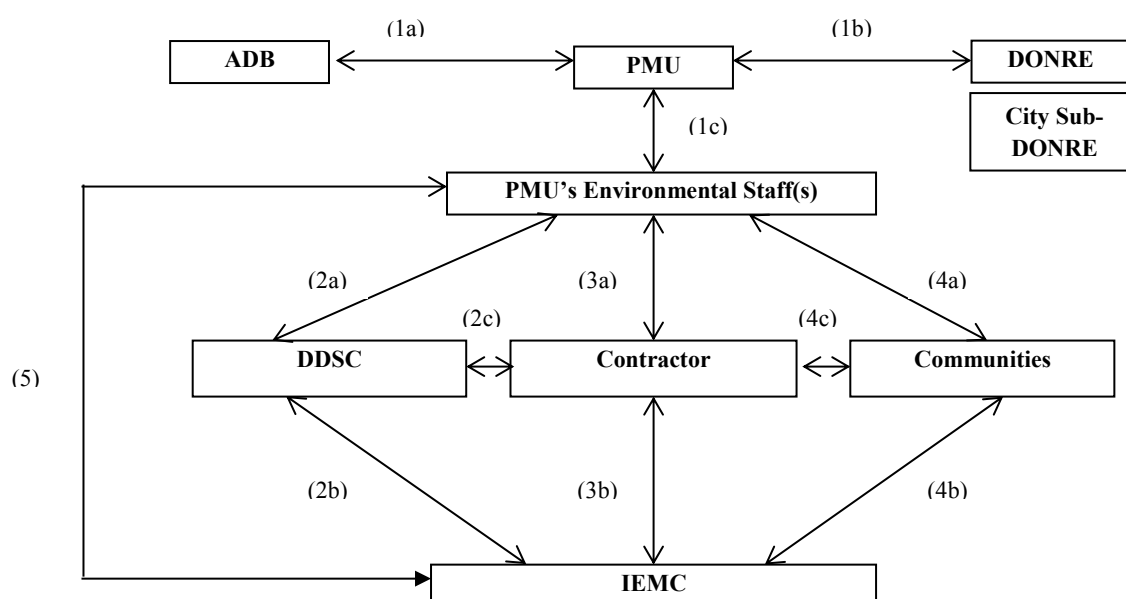 (1a)
(1b)
ADB
PMU
DONRE
(1c)
City Sub-
DONRE
PMU’s Environmental Staff(s)
(2a)
(3a)
(4a)
(2c)
(4c)
DDSC
Contractor
Communities
(5)
(2b)
(3b)
(4b)
IEMC